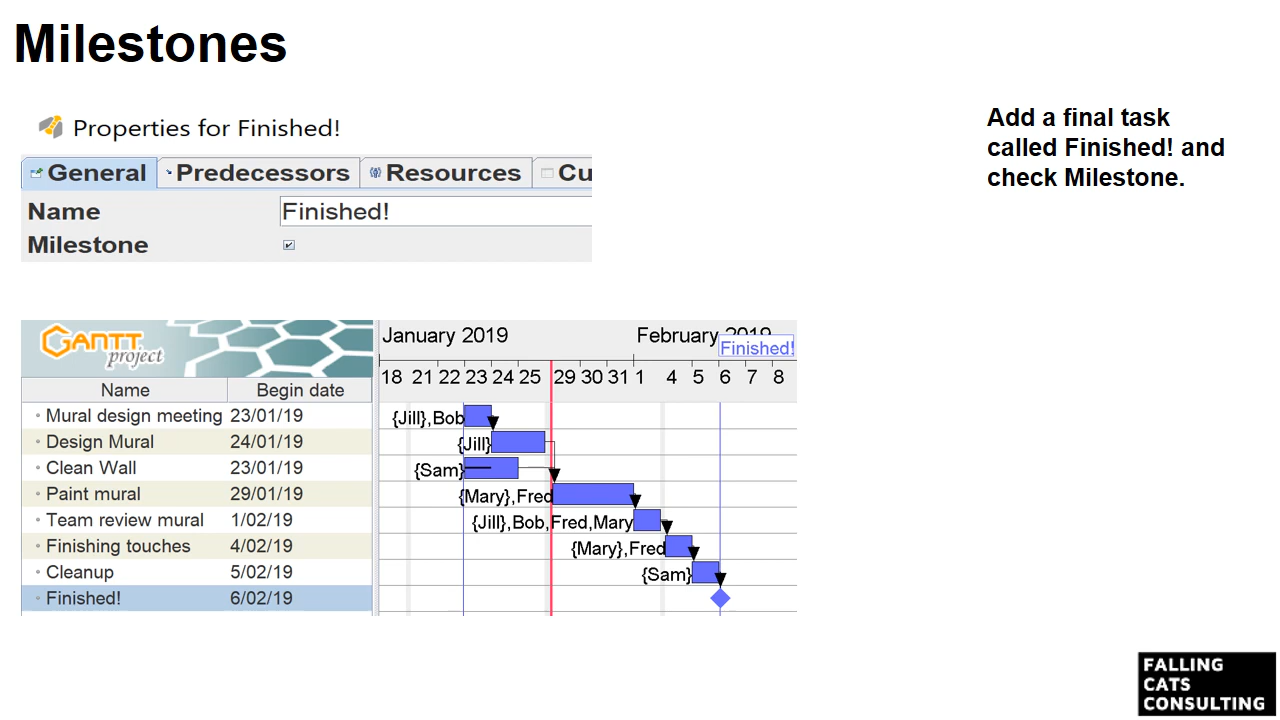 Milestones
Properties for Finished!
General Predecessors Resources Cu
Name Finished!
Milestone
Add a final task
called Finished! and
check Milestone.
GANTT
project
January 2019 February 2019
Finished!
18 21 22 23 24 25 29 30 31 1 4 5 6 7 8
Name Begin date
Mural design meeting 23/01/19 {Jill},Bob
Design Mural 24/01/19 {Jill}
Clean Wall 23/01/19 {Sam}
Paint mural 29/01/19 {Mary},Fred
Team review mural 1/02/19 {Jill},Bob,Fred,Mary
Finishing touches 4/02/19 {Mary},Fred
Cleanup 5/02/19 {Sam}
Finished! 6/02/19
FALLING
CATS
CONSULTING